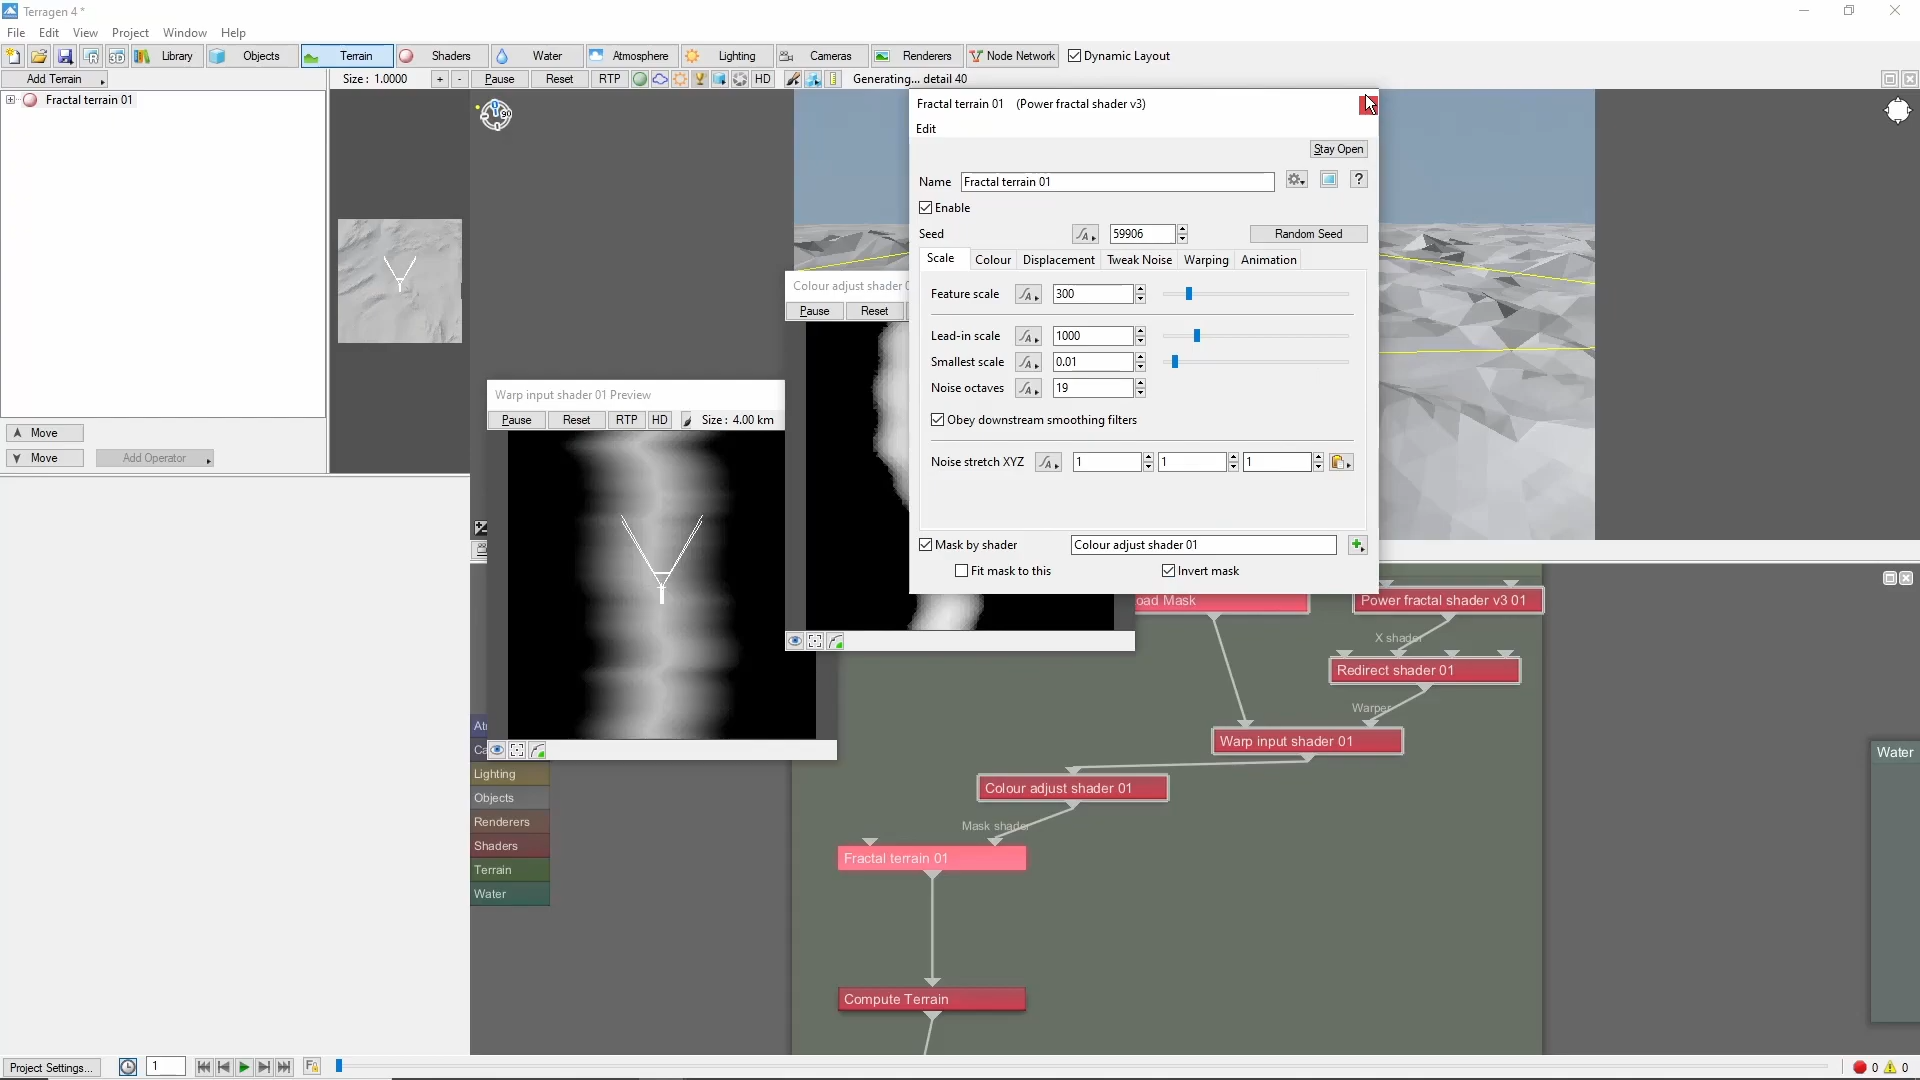 Terragen 4 *
File Edit View Project Window Help
Library Objects Terrain Shaders Water Atmosphere Lighting Cameras Renderers Node Network Dynamic Layout
Add Terrain Size : 1.0000 + - Pause Reset RTP HD Generating... detail 40
Fractal terrain 01
Fractal terrain 01 (Power fractal shader v3)
Edit
Stay Open
Name Fractal terrain 01 ?
Enable
Seed 59906 Random Seed
Scale Colour Displacement Tweak Noise Warping Animation
Feature scale 300
Lead-in scale 1000
Smallest scale 0.01
Noise octaves 19
Obey downstream smoothing filters
Noise stretch XYZ 1 1 1
Mask by shader Colour adjust shader 01
Fit mask to this Invert mask
Colour adjust shader 0
Pause Reset
Warp input shader 01 Preview
Pause Reset RTP HD Size : 4.00 km
Move
Move Add Operator
oad Mask Power fractal shader v3 01
X shader
Redirect shader 01
Warper
Warp input shader 01
Colour adjust shader 01
Mask shader
Fractal terrain 01
Compute Terrain
Water
At
Ca
Lighting
Objects
Renderers
Shaders
Terrain
Water
Project Settings... 1 0 0